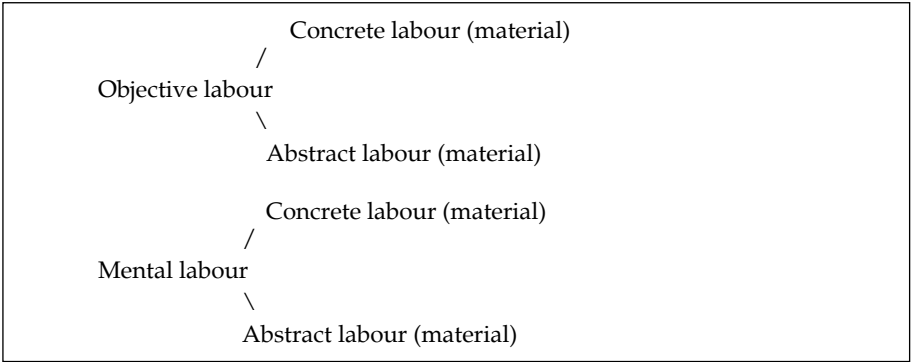 Concrete labour (material)
/
Objective labour
\
Abstract labour (material)
Concrete labour (material)
/
Mental labour
\
Abstract labour (material)